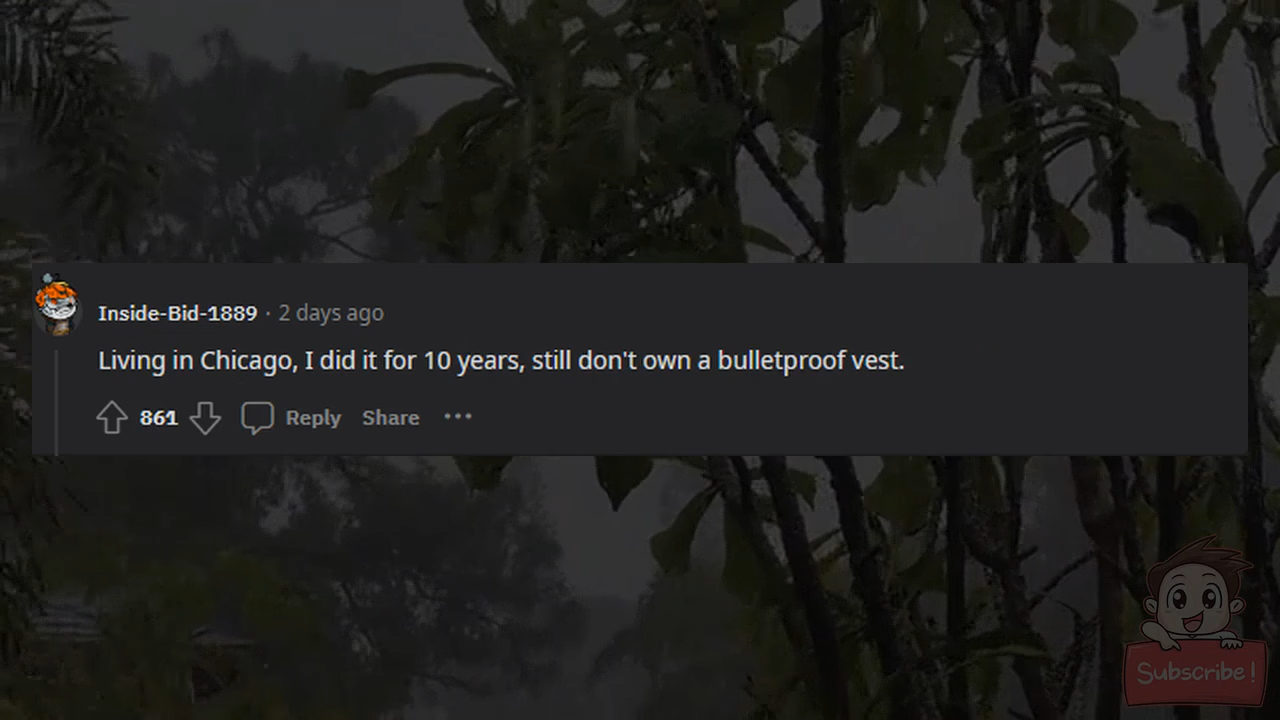 Inside-Bid-1889 · 2 days ago
Living in Chicago, I did it for 10 years, still don't own a bulletproof vest.
861 Reply Share ···
Subscribe!